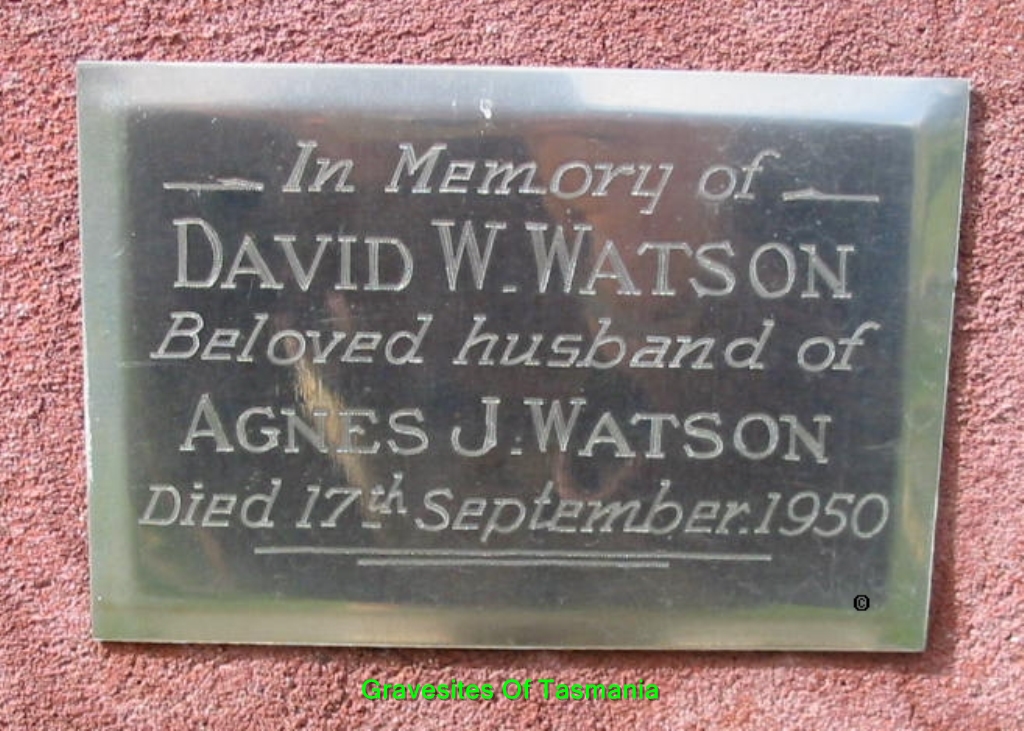 In Memory of
DAVID W. WATSON
Beloved husband of
AGNES J. WATSON
Died 17th September. 1950
©
Gravesites Of Tasmania